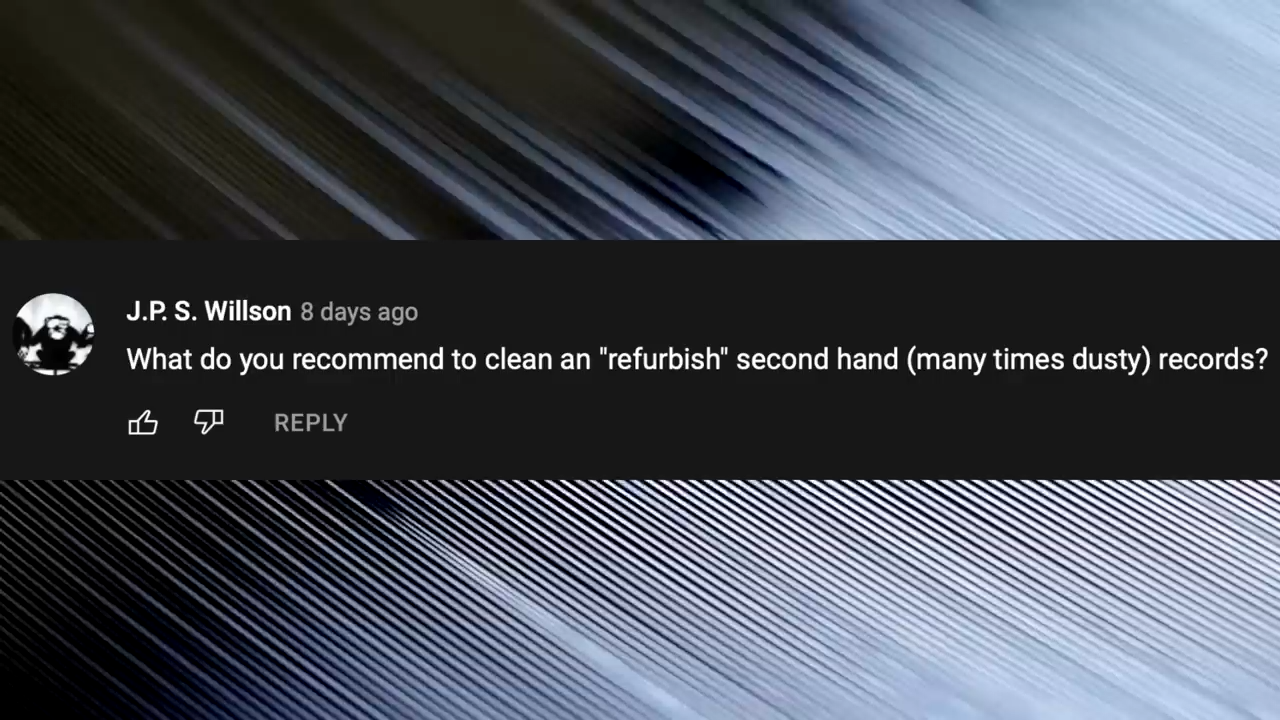 J.P. S. Willson 8 days ago
What do you recommend to clean an "refurbish" second hand (many times dusty) records?
REPLY